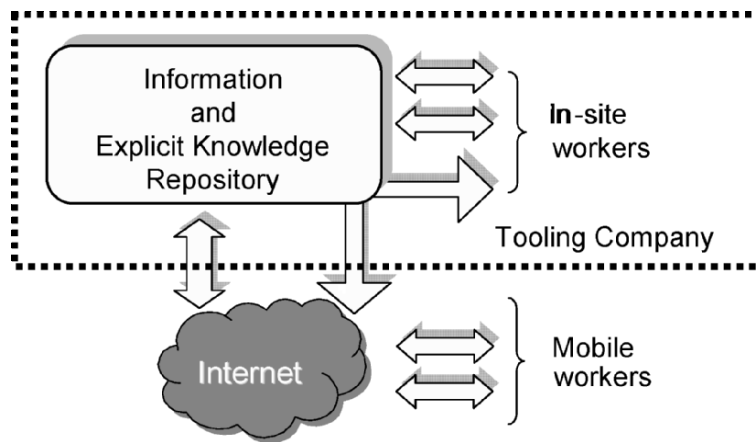 Information
and
Explicit Knowledge
Repository
In-site
workers
Tooling Company
Internet
Mobile
workers